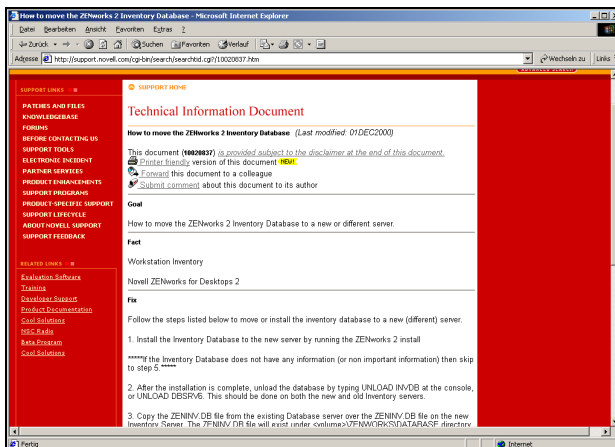 How to move the ZENworks 2 Inventory Database - Microsoft Internet Explorer
Datei Bearbeiten Ansicht Favoriten Extras ?
Zurück Suchen Favoriten Verlauf
Adresse http://support.novell.com/cgi-bin/search/searchtid.cgi?/10020837.htm Wechseln zu Links
SUPPORT LINKS
PATCHES AND FILES
KNOWLEDGEBASE
FORUMS
BEFORE CONTACTING US
SUPPORT TOOLS
ELECTRONIC INCIDENT
PARTNER SERVICES
PRODUCT ENHANCEMENTS
SUPPORT PROGRAMS
PRODUCT-SPECIFIC SUPPORT
SUPPORT LIFECYCLE
ABOUT NOVELL SUPPORT
SUPPORT FEEDBACK
RELATED LINKS
Evaluation Software
Training
Developer Support
Product Documentation
Cool Solutions
NSC Radio
Beta Program
Cool Solutions
SUPPORT HOME
Technical Information Document
How to move the ZENworks 2 Inventory Database (Last modified: 01DEC2000)
This document (10020837) is provided subject to the disclaimer at the end of this document.
Printer friendly version of this document NEW!
Forward this document to a colleague
Submit comment about this document to its author
Goal
How to move the ZENworks 2 Inventory Database to a new or different server.
Fact
Workstation Inventory
Novell ZENworks for Desktops 2
Fix
Follow the steps listed below to move or install the inventory database to a new (different) server.
1. Install the Inventory Database to the new server by running the ZENworks 2 install
*****If the Inventory Database does not have any information (or non important information) then skip
to step 5.*****
2. After the installation is complete, unload the database by typing UNLOAD INVDB at the console,
or UNLOAD DBSRV6. This should be done on both the new and old Inventory servers.
3. Copy the ZENINV.DB file from the existing Database server over the ZENINV.DB file on the new
Inventory Server. The ZENINV.DB file will exist under <volume>\ZENWORKS\DATABASE directory
Fertig Internet